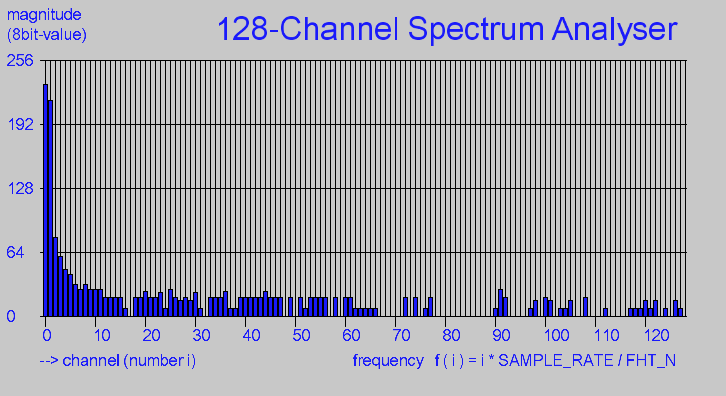 magnitude
(8bit-value)
128-Channel Spectrum Analyser
256
192
128
64
0
0 10 20 30 40 50 60 70 80 90 100 110 120
--> channel (number i)
frequency f ( i ) = i * SAMPLE_RATE / FHT_N